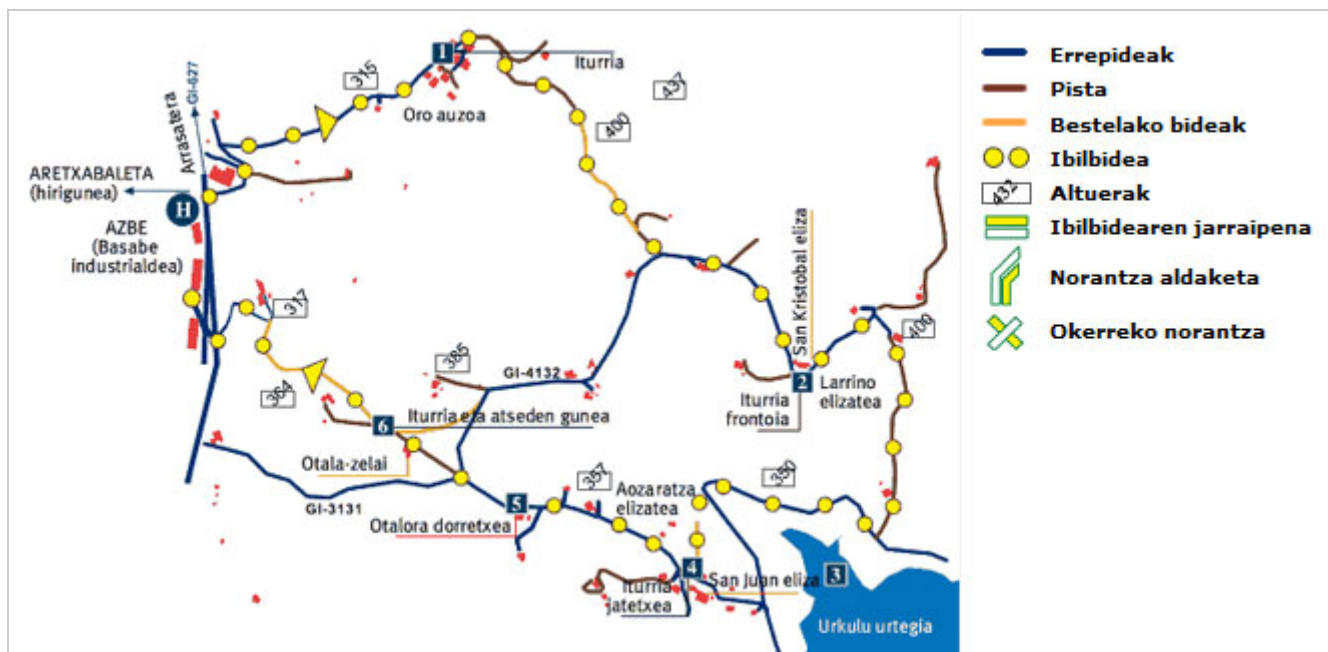 GI-627
Arrasatera
315
1
Iturria
Oro auzoa
437
400
ARETXABALETA
(hirigunea)
H
AZBE
(Basabe
industrialdea)
317
San Kristobal eliza
385
GI-4132
400
2
Larrino
elizatea
Iturria
frontoia
364
6
Iturria eta atseden gunea
Otala-zelai
GI-3131
5
Otalora dorretxea
357
Aozaratza
elizatea
350
4
San Juan eliza
3
Iturria
jatetxea
Urkulu urtegia
Errepideak
Pista
Bestelako bideak
Ibilbidea
432
Altuerak
Ibilbidearen jarraipena
Norantza aldaketa
Okerreko norantza